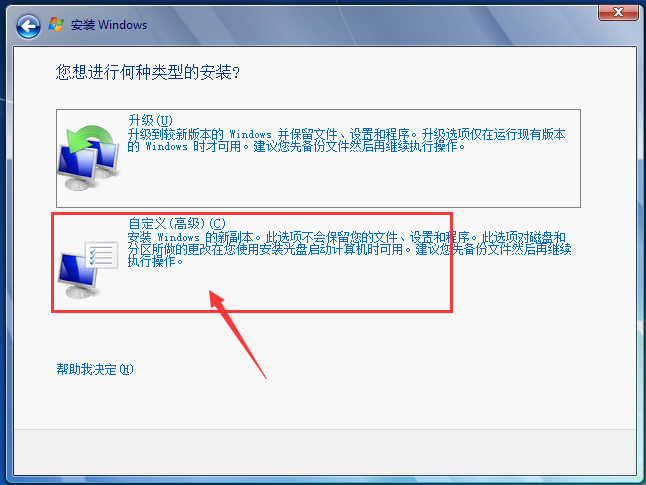 安装 Windows
您想进行何种类型的安装?
升级(U)
升级到较新版本的 Windows 并保留文件、设置和程序。升级选项仅在运行现有版本
的 Windows 时才可用。建议您先备份文件然后再继续执行操作。
自定义(高级)(C)
安装 Windows 的新副本。此选项不会保留您的文件、设置和程序。此选项对磁盘和
分区所做的更改在您使用安装光盘启动计算机时可用。建议您先备份文件然后再继续
执行操作。
帮助我决定(H)